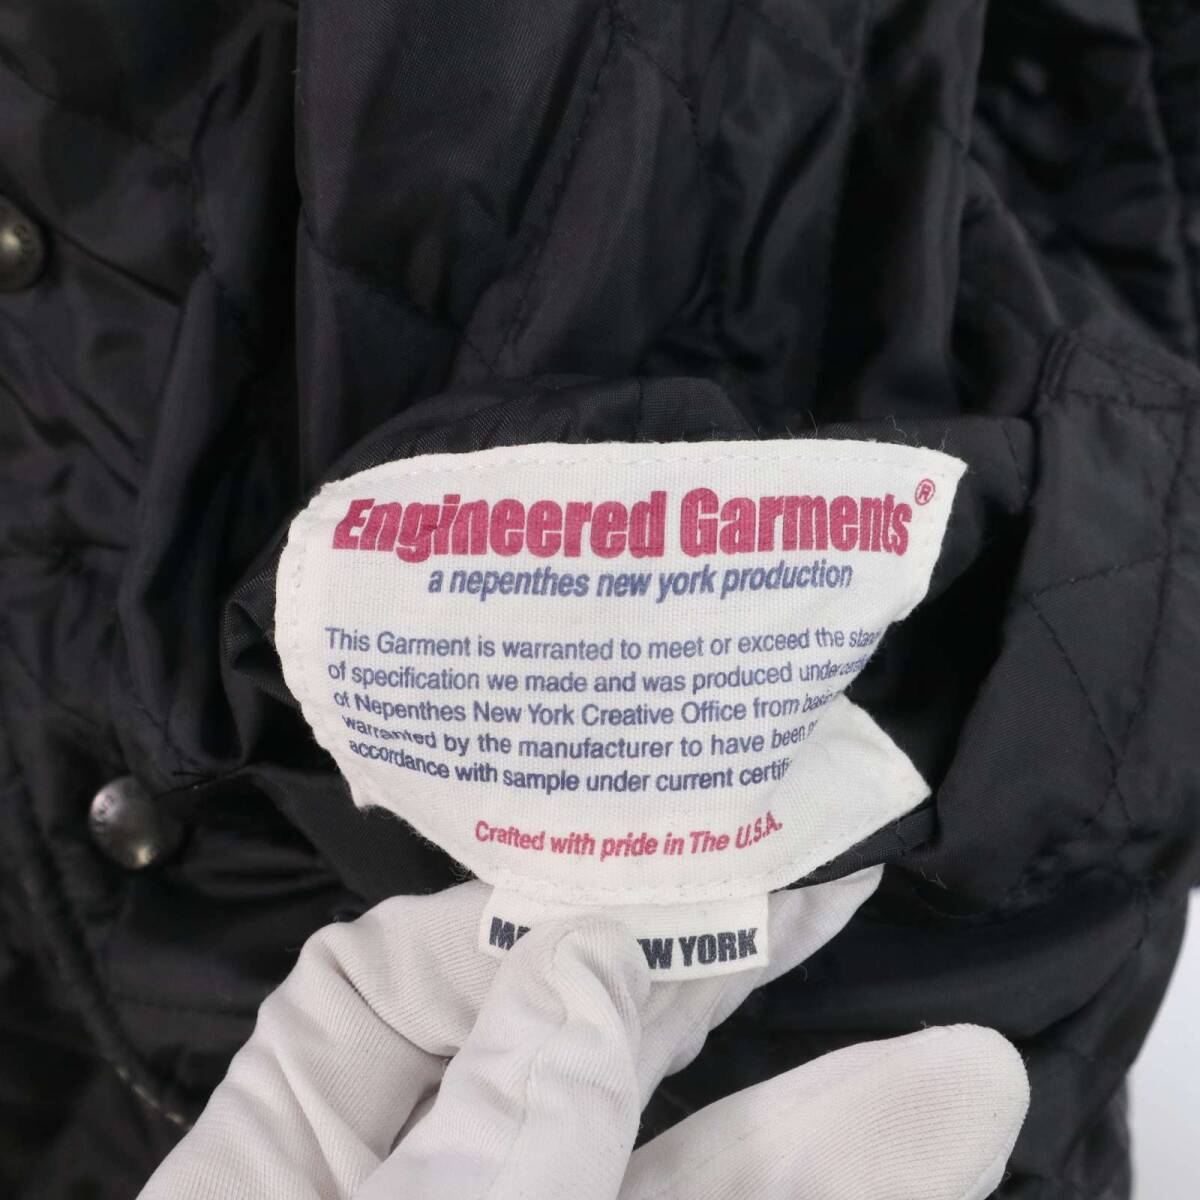 Engineered Garments®
a nepenthes new york production
This Garment is warranted to meet or exceed the
of specification we made and was produced under
of Nepenthes New York Creative Office from basic
warranted by the manufacturer to have been
accordance with sample under current
Crafted with pride in The U.S.A.
YORK